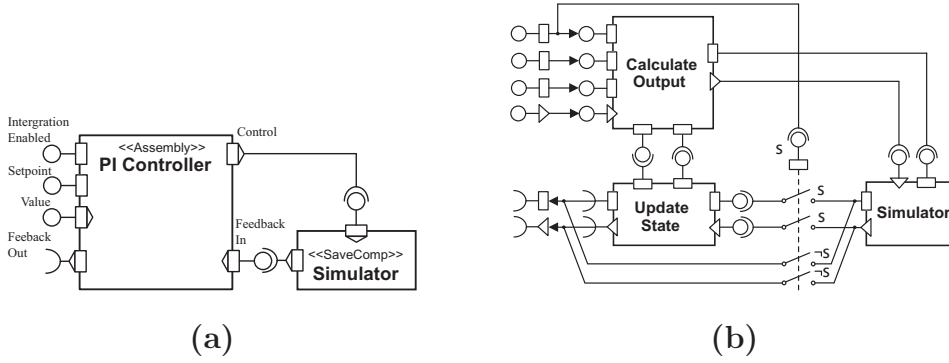 Intergration
Enabled
Setpoint
Value
Feeback
Out
<<Assembly>>
PI Controller
Control
Feedback
In
<<SaveComp>>
Simulator
(a)
Calculate
Output
Update
State
S
S
S
¬S
¬S
Simulator
(b)